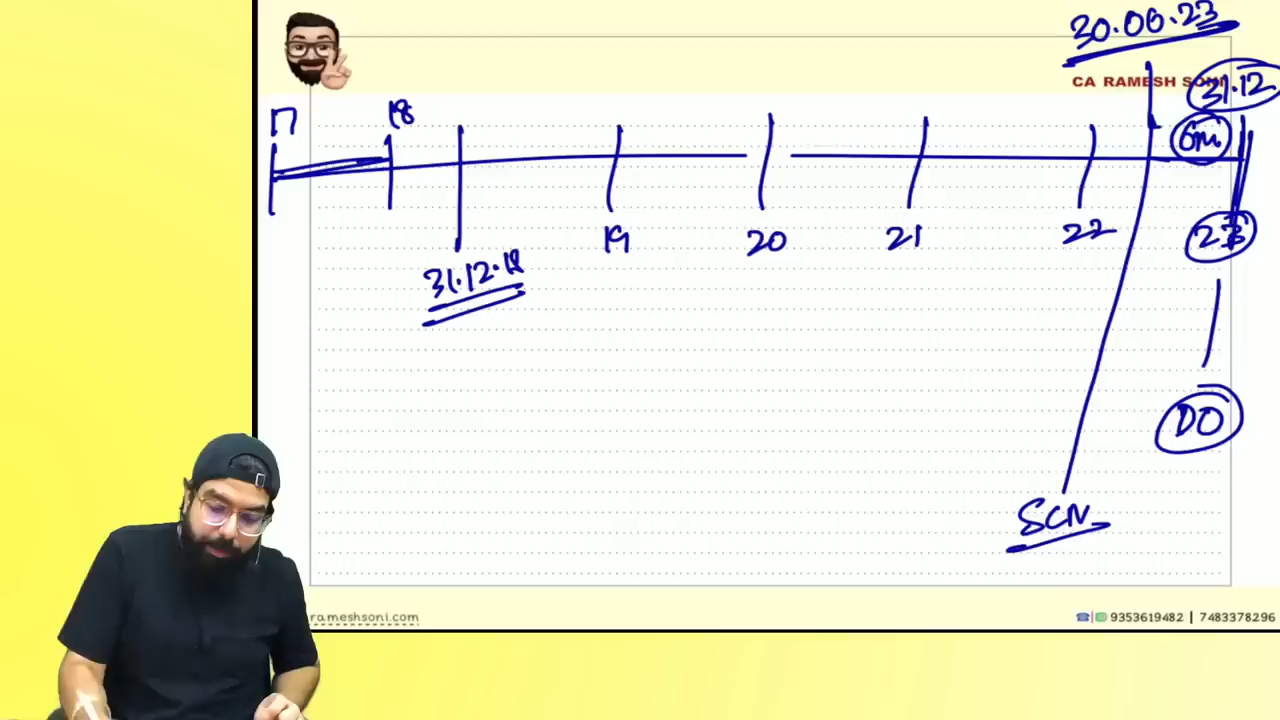 30.06.23
CA RAMESH SONI
31.12
17
18
6m
19
20
21
22
23
31.12.18
DO
SCN
rameshsoni.com
9353619482 | 7483378296